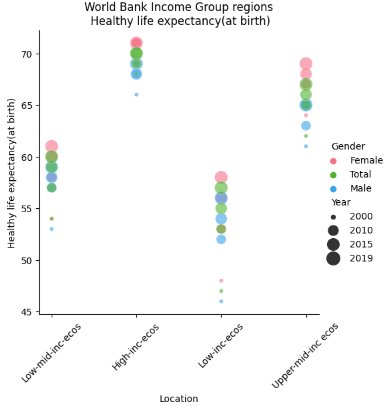 World Bank Income Group regions
Healthy life expectancy(at birth)
Healthy life expectancy(at birth)
70
65
60
55
50
45
Low-mid-inc-ecos
High-inc-ecos
Low-inc-ecos
Upper-mid-inc ecos
Location
Gender
Female
Total
Male
Year
2000
2010
2015
2019